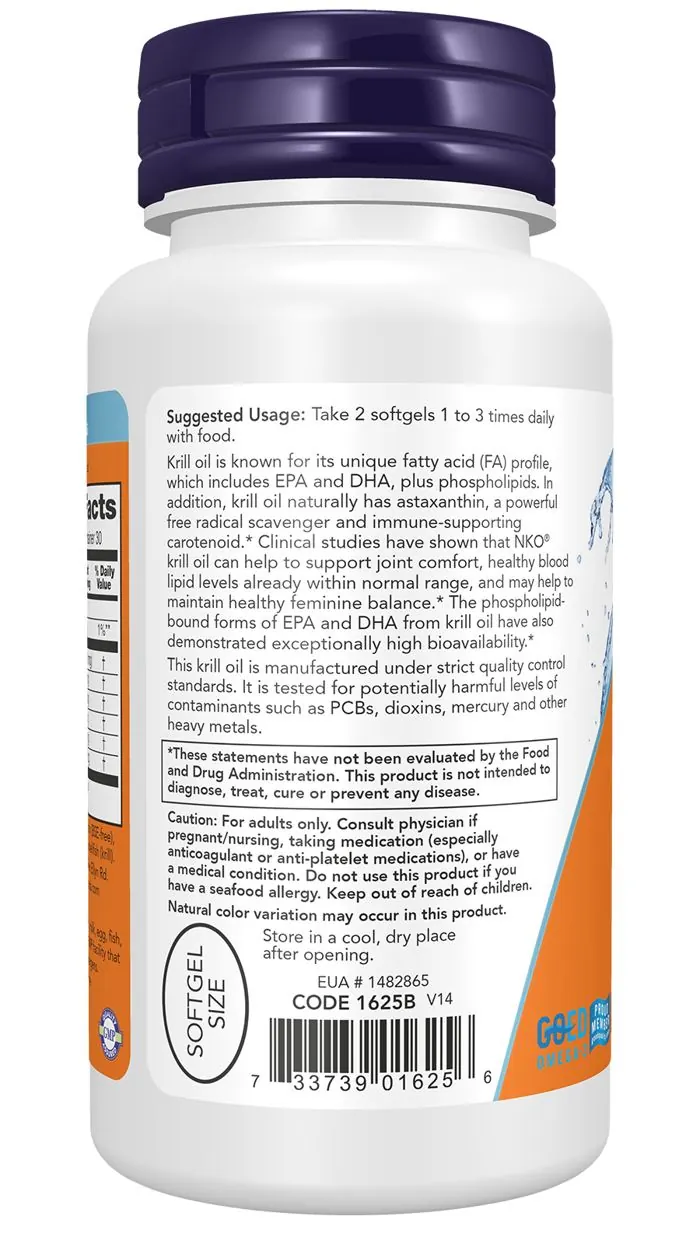 Suggested Usage: Take 2 softgels 1 to 3 times daily
with food.
Krill oil is known for its unique fatty acid (FA) profile,
which includes EPA and DHA, plus phospholipids. In
addition, krill oil naturally has astaxanthin, a powerful
free radical scavenger and immune-supporting
carotenoid.* Clinical studies have shown that NKO®
krill oil can help to support joint comfort, healthy blood
lipid levels already within normal range, and may help to
maintain healthy feminine balance.* The phospholipid-
bound forms of EPA and DHA from krill oil have also
demonstrated exceptionally high bioavailability.*
This krill oil is manufactured under strict quality control
standards. It is tested for potentially harmful levels of
contaminants such as PCBs, dioxins, mercury and other
heavy metals.
*These statements have not been evaluated by the Food
and Drug Administration. This product is not intended to
diagnose, treat, cure or prevent any disease.
Caution: For adults only. Consult physician if
pregnant/nursing, taking medication (especially
anticoagulant or anti-platelet medications), or have
a medical condition. Do not use this product if you
have a seafood allergy. Keep out of reach of children.
Natural color variation may occur in this product.
Store in a cool, dry place
after opening.
SOFTGEL
SIZE
EUA # 1482865
CODE 1625B V14
7 33739 01625 6
% Daily
Value
1%**
†
†
†
†
†
†
(krill).
egg, fish,
that
GMP
GOED
OMEGA-3
PROUD
MEMBER